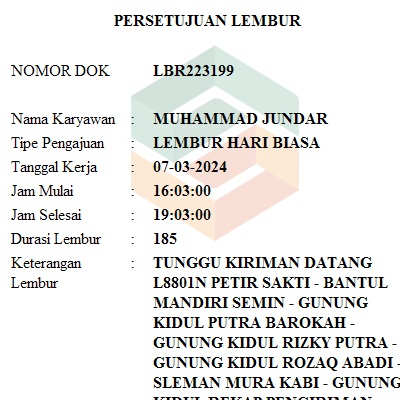 PERSETUJUAN LEMBUR
NOMOR DOK LBR223199
Nama Karyawan : MUHAMMAD JUNDAR
Tipe Pengajuan : LEMBUR HARI BIASA
Tanggal Kerja : 07-03-2024
Jam Mulai : 16:03:00
Jam Selesai : 19:03:00
Durasi Lembur : 185
Keterangan : TUNGGU KIRIMAN DATANG
Lembur L8801N PETIR SAKTI - BANTUL
MANDIRI SEMIN - GUNUNG
KIDUL PUTRA BAROKAH -
GUNUNG KIDUL RIZKY PUTRA -
GUNUNG KIDUL ROZAQ ABADI -
SLEMAN MURA KABI - GUNUNG
KIDUL REKAP PENGIRIMAN